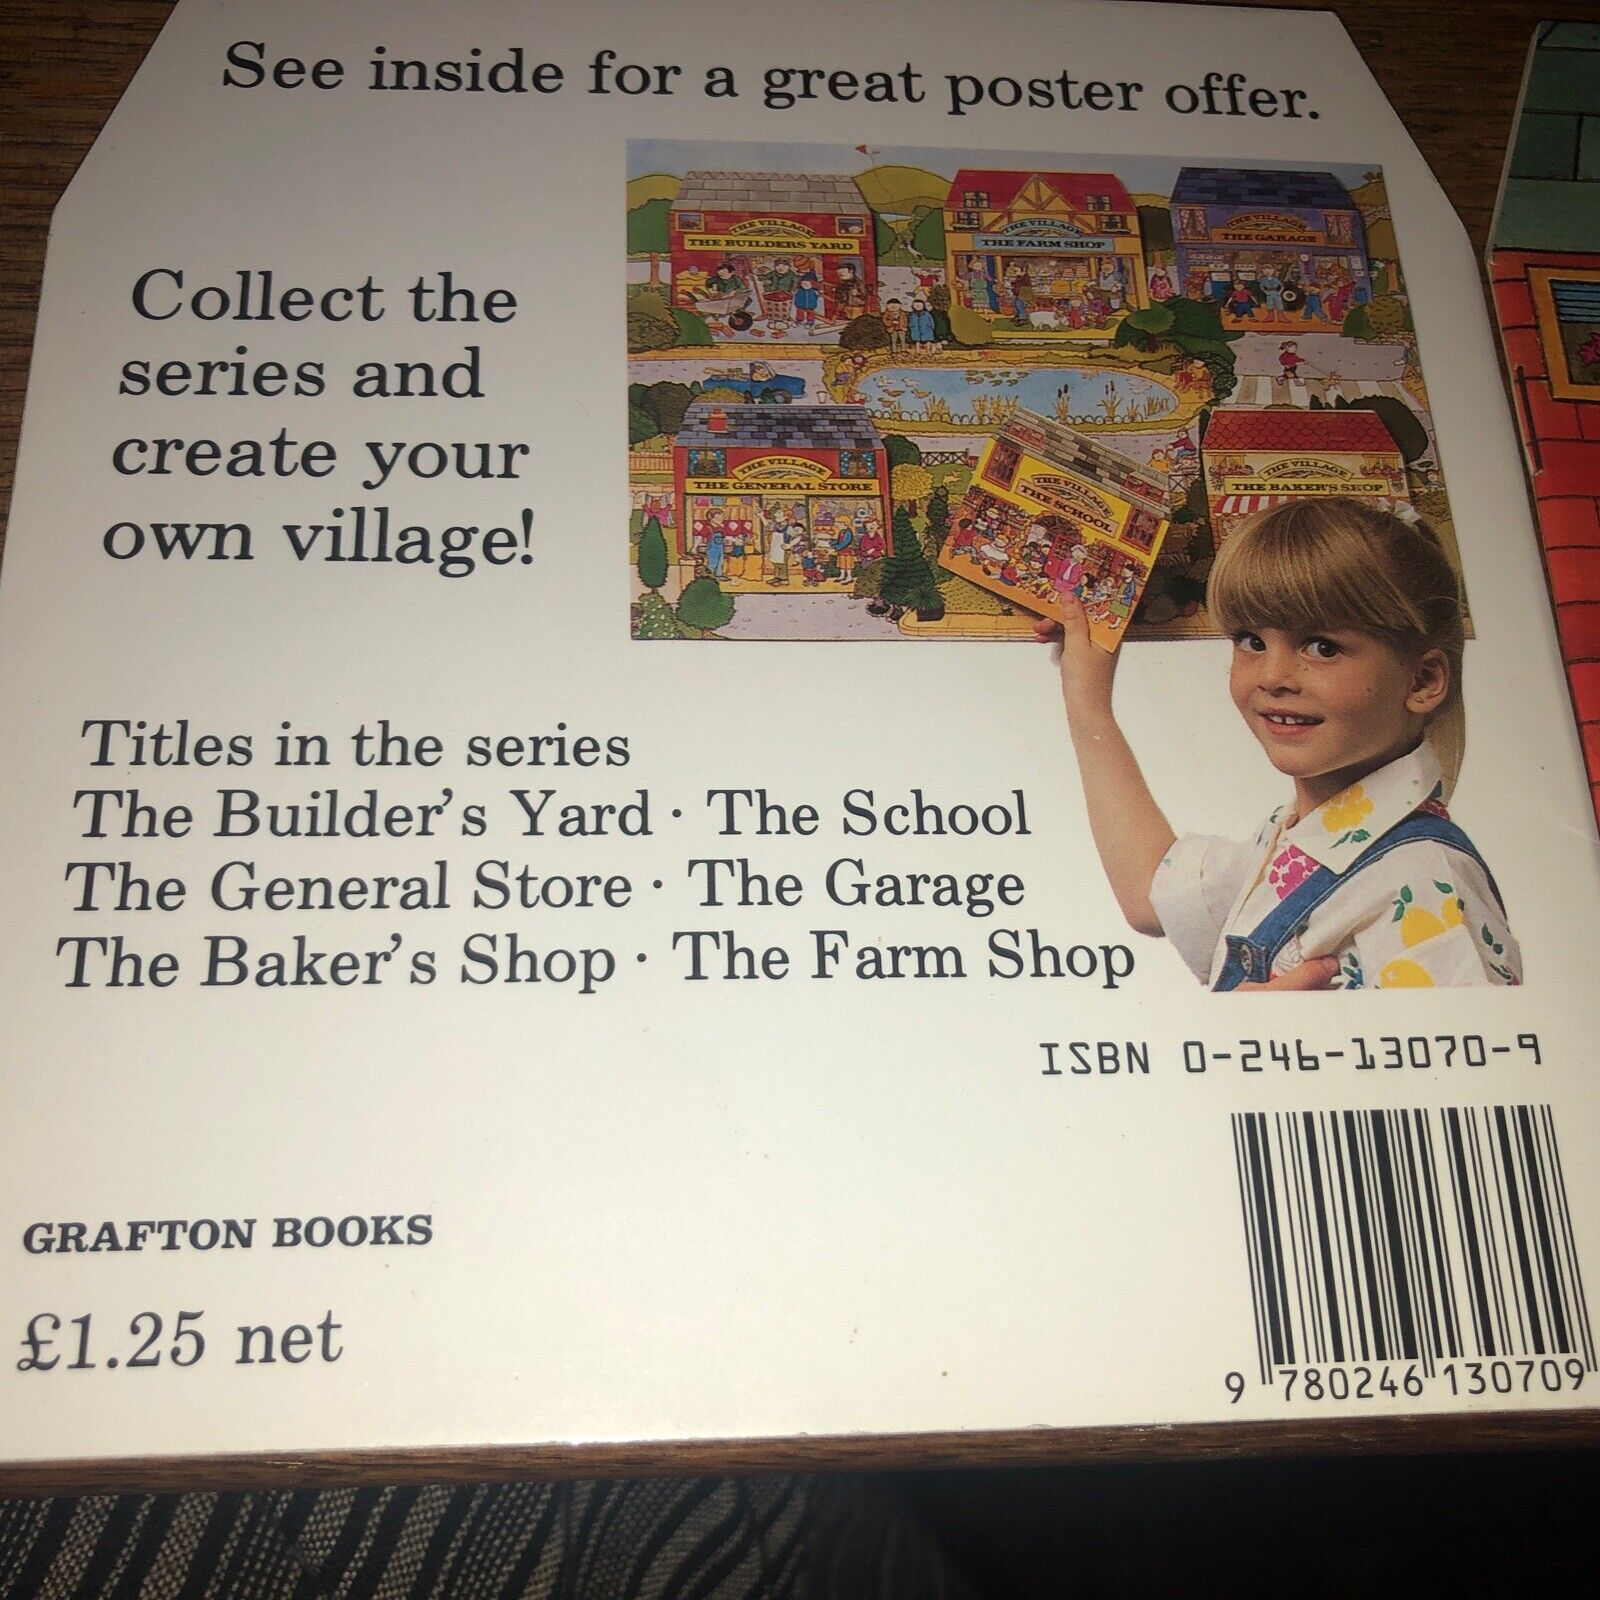 See inside for a great poster offer.
Collect the
series and
create your
own village!
THE VILLAGE
THE BUILDERS YARD
THE VILLAGE
THE FARM SHOP
THE VILLAGE
THE GARAGE
THE VILLAGE
THE GENERAL STORE
THE VILLAGE
THE SCHOOL
THE VILLAGE
THE BAKER'S SHOP
Titles in the series
The Builder's Yard · The School
The General Store · The Garage
The Baker's Shop · The Farm Shop
ISBN 0-246-13070-9
GRAFTON BOOKS
£1.25 net
9 780246 130709